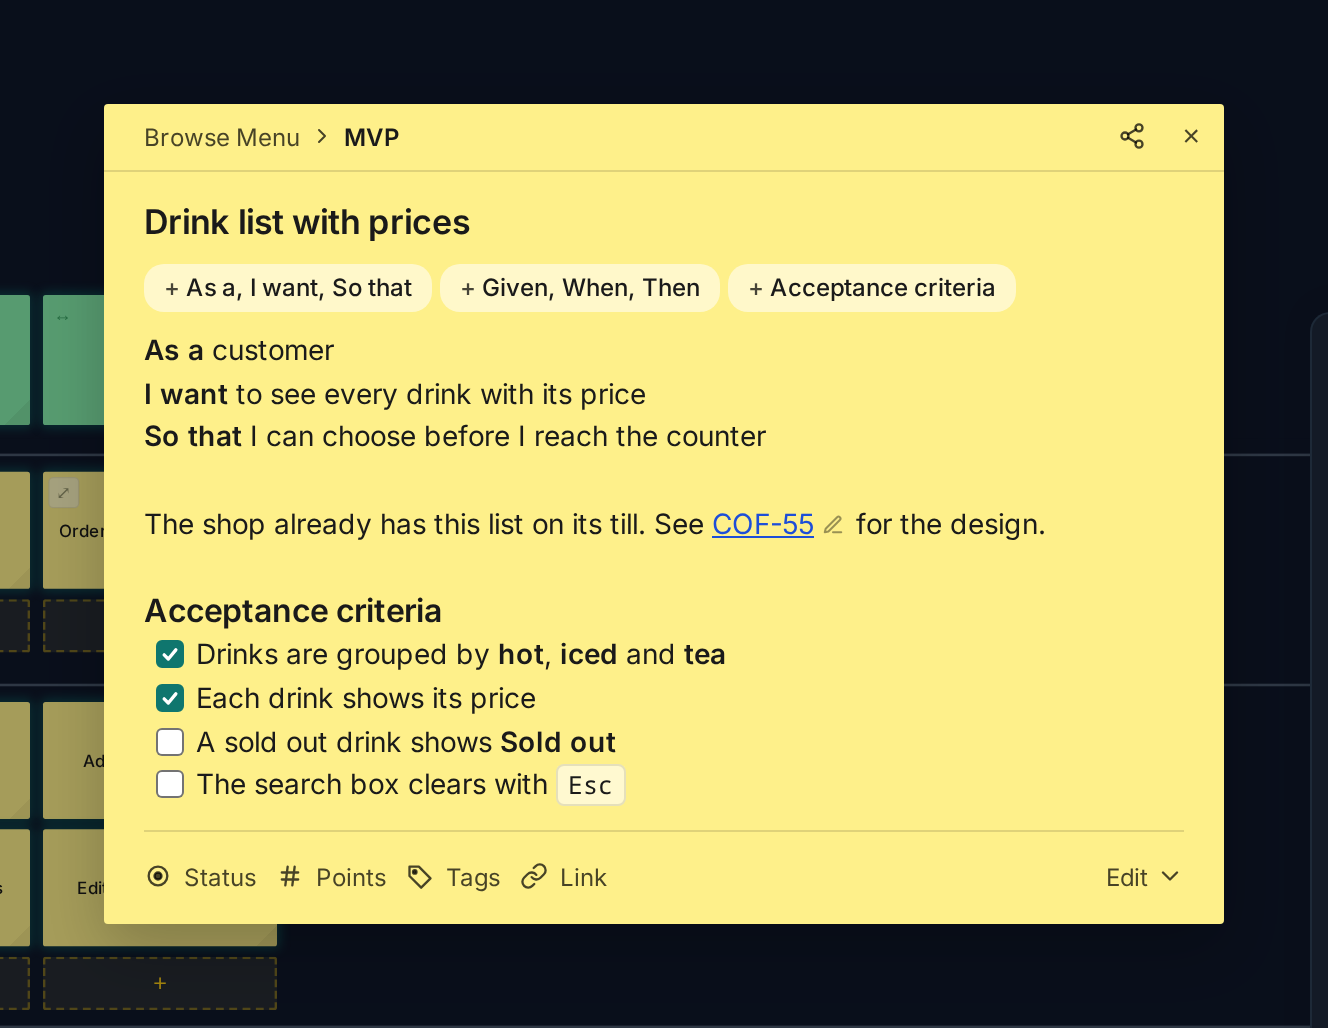 Browse Menu > MVP
×
Drink list with prices
+ As a, I want, So that
+ Given, When, Then
+ Acceptance criteria
As a customer
I want to see every drink with its price
So that I can choose before I reach the counter
The shop already has this list on its till. See COF-55 for the design.
Acceptance criteria
Drinks are grouped by hot, iced and tea
Each drink shows its price
A sold out drink shows Sold out
The search box clears with Esc
Status
# Points
Tags
Link
Edit
+